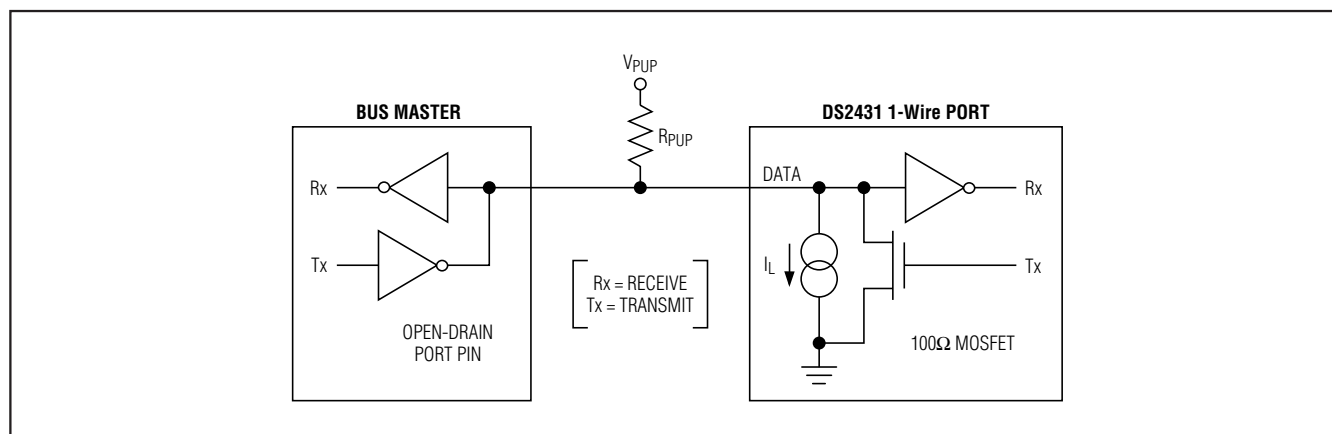 VPUP
BUS MASTER
DS2431 1-Wire PORT
RPUP
Rx
DATA
Rx
Tx
IL
Tx
Rx = RECEIVE
Tx = TRANSMIT
OPEN-DRAIN
PORT PIN
100Ω MOSFET